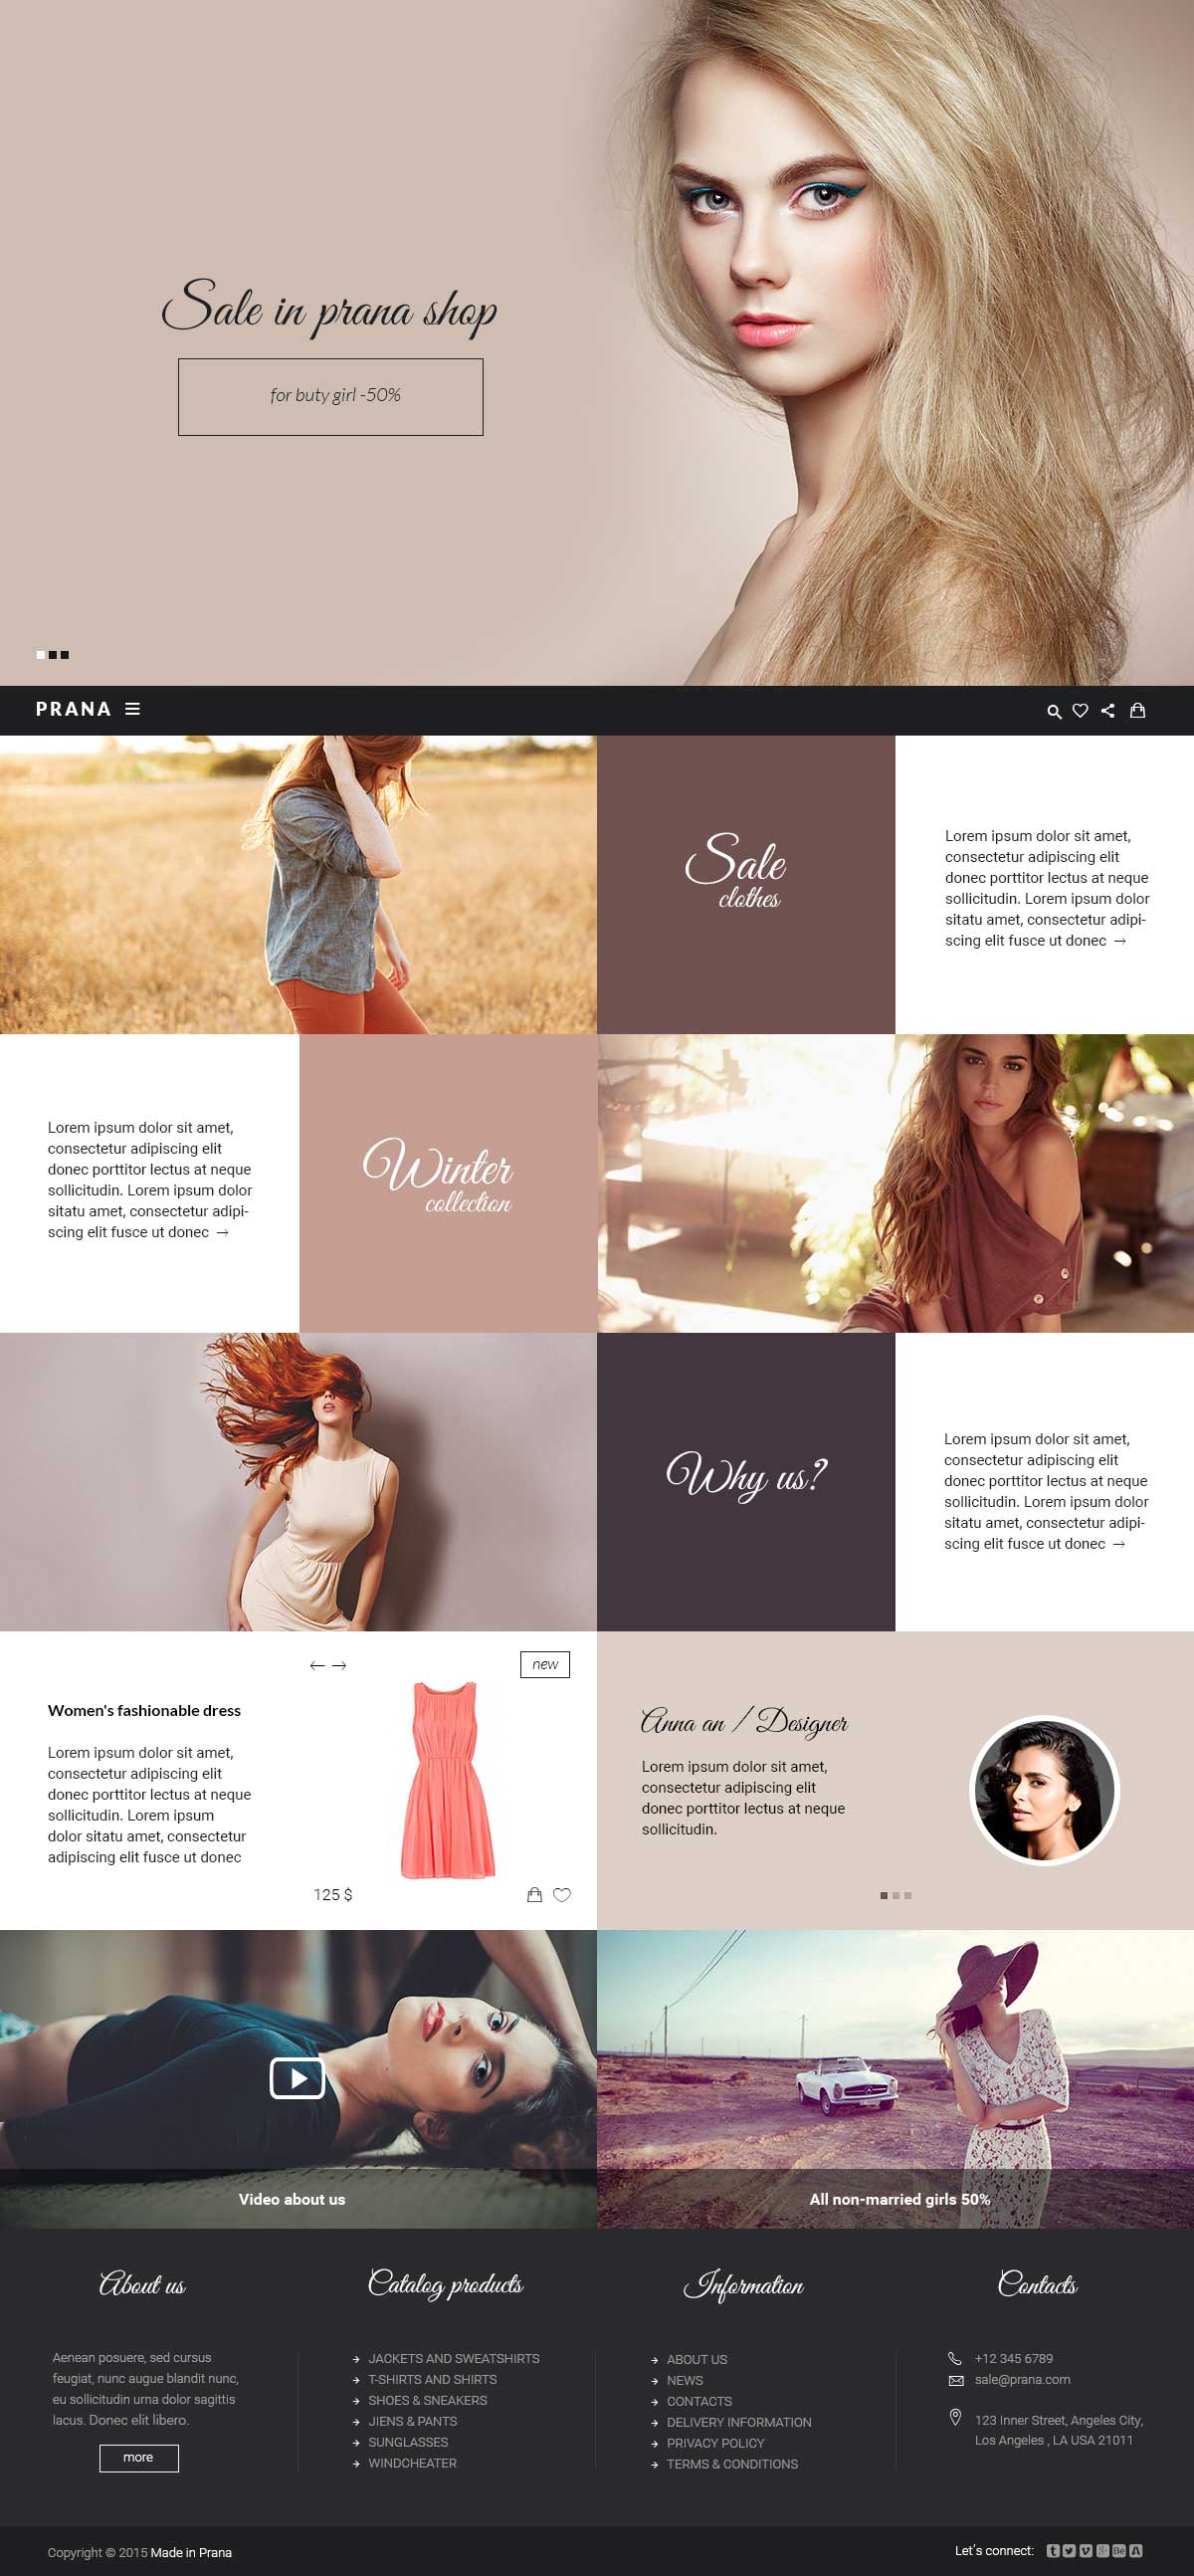 Sale in prana shop
for buty girl -50%
PRANA
Sale
clothes
Lorem ipsum dolor sit amet,
consectetur adipiscing elit
donec porttitor lectus at neque
sollicitudin. Lorem ipsum dolor
sitatu amet, consectetur adipi-
scing elit fusce ut donec →
Lorem ipsum dolor sit amet,
consectetur adipiscing elit
donec porttitor lectus at neque
sollicitudin. Lorem ipsum dolor
sitatu amet, consectetur adipi-
scing elit fusce ut donec →
Winter
collection
Why us?
Lorem ipsum dolor sit amet,
consectetur adipiscing elit
donec porttitor lectus at neque
sollicitudin. Lorem ipsum dolor
sitatu amet, consectetur adipi-
scing elit fusce ut donec →
new
Women's fashionable dress
Lorem ipsum dolor sit amet,
consectetur adipiscing elit
donec porttitor lectus at neque
sollicitudin. Lorem ipsum
dolor sitatu amet, consectetur
adipiscing elit fusce ut donec
125 $
Anna an / Designer
Lorem ipsum dolor sit amet,
consectetur adipiscing elit
donec porttitor lectus at neque
sollicitudin.
Video about us
All non-married girls 50%
About us
Aenean posuere, sed cursus
feugiat, nunc augue blandit nunc,
eu sollicitudin urna dolor sagittis
lacus. Donec elit libero.
more
Catalog products
JACKETS AND SWEATSHIRTS
T-SHIRTS AND SHIRTS
SHOES & SNEAKERS
JIENS & PANTS
SUNGLASSES
WINDCHEATER
Information
ABOUT US
NEWS
CONTACTS
DELIVERY INFORMATION
PRIVACY POLICY
TERMS & CONDITIONS
Contacts
+12 345 6789
sale@prana.com
123 Inner Street, Angeles City,
Los Angeles , LA USA 21011
Copyright © 2015 Made in Prana
Let's connect: